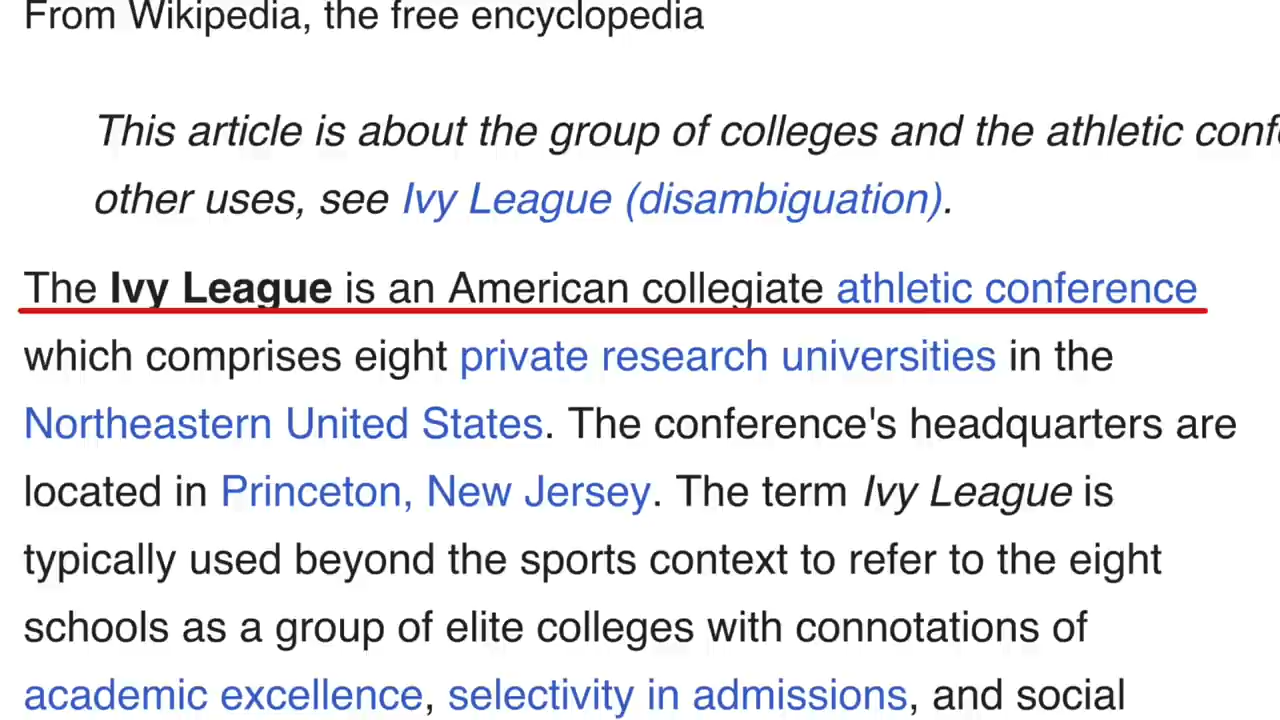 From Wikipedia, the free encyclopedia
This article is about the group of colleges and the athletic
other uses, see Ivy League (disambiguation).
The Ivy League is an American collegiate athletic conference
which comprises eight private research universities in the
Northeastern United States. The conference's headquarters are
located in Princeton, New Jersey. The term Ivy League is
typically used beyond the sports context to refer to the eight
schools as a group of elite colleges with connotations of
academic excellence, selectivity in admissions, and social